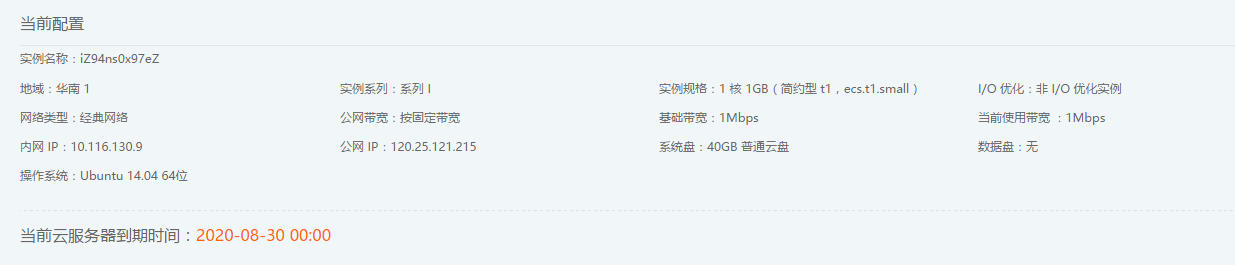 当前配置
实例名称：iZ94ns0x97eZ
地域：华南 1 实例系列：系列 I 实例规格：1 核 1GB（简约型 t1，ecs.t1.small） I/O 优化：非 I/O 优化实例
网络类型：经典网络 公网带宽：按固定带宽 基础带宽：1Mbps 当前使用带宽 ：1Mbps
内网 IP：10.116.130.9 公网 IP：120.25.121.215 系统盘：40GB 普通云盘 数据盘：无
操作系统：Ubuntu 14.04 64位
当前云服务器到期时间：2020-08-30 00:00